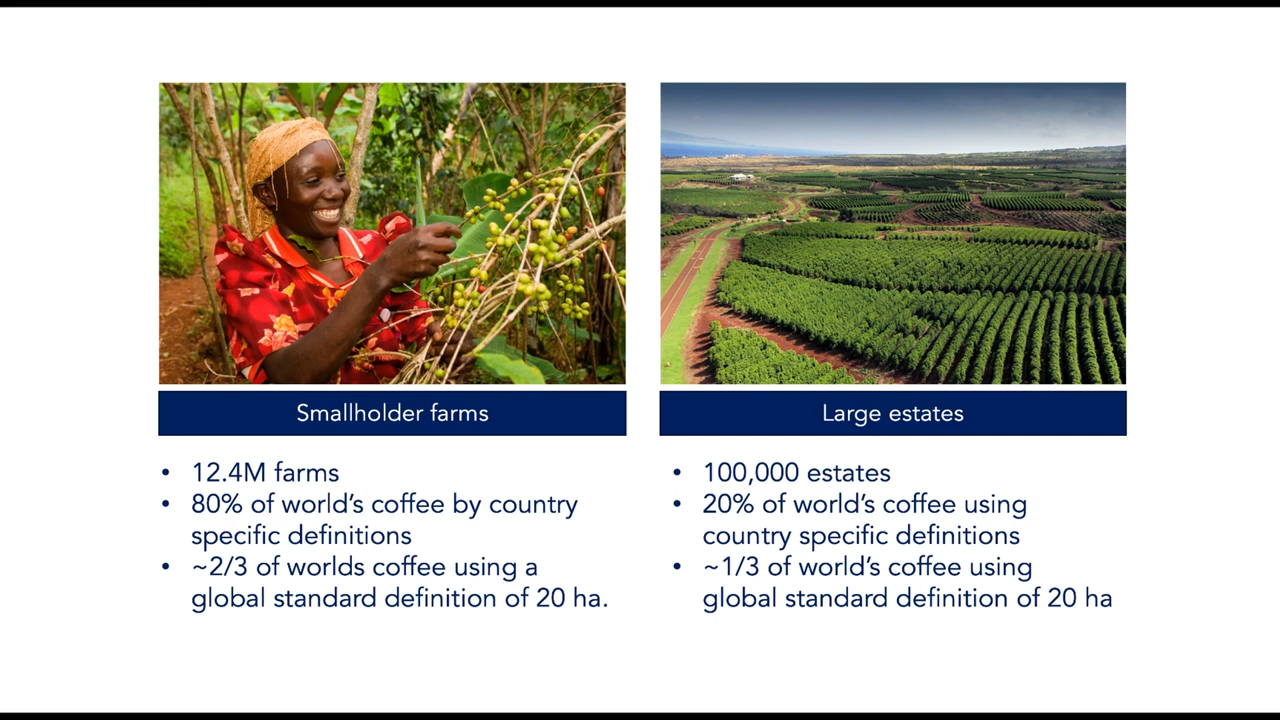 Smallholder farms
• 12.4M farms
• 80% of world's coffee by country
specific definitions
• ~2/3 of worlds coffee using a
global standard definition of 20 ha.
Large estates
• 100,000 estates
• 20% of world's coffee using
country specific definitions
• ~1/3 of world's coffee using
global standard definition of 20 ha